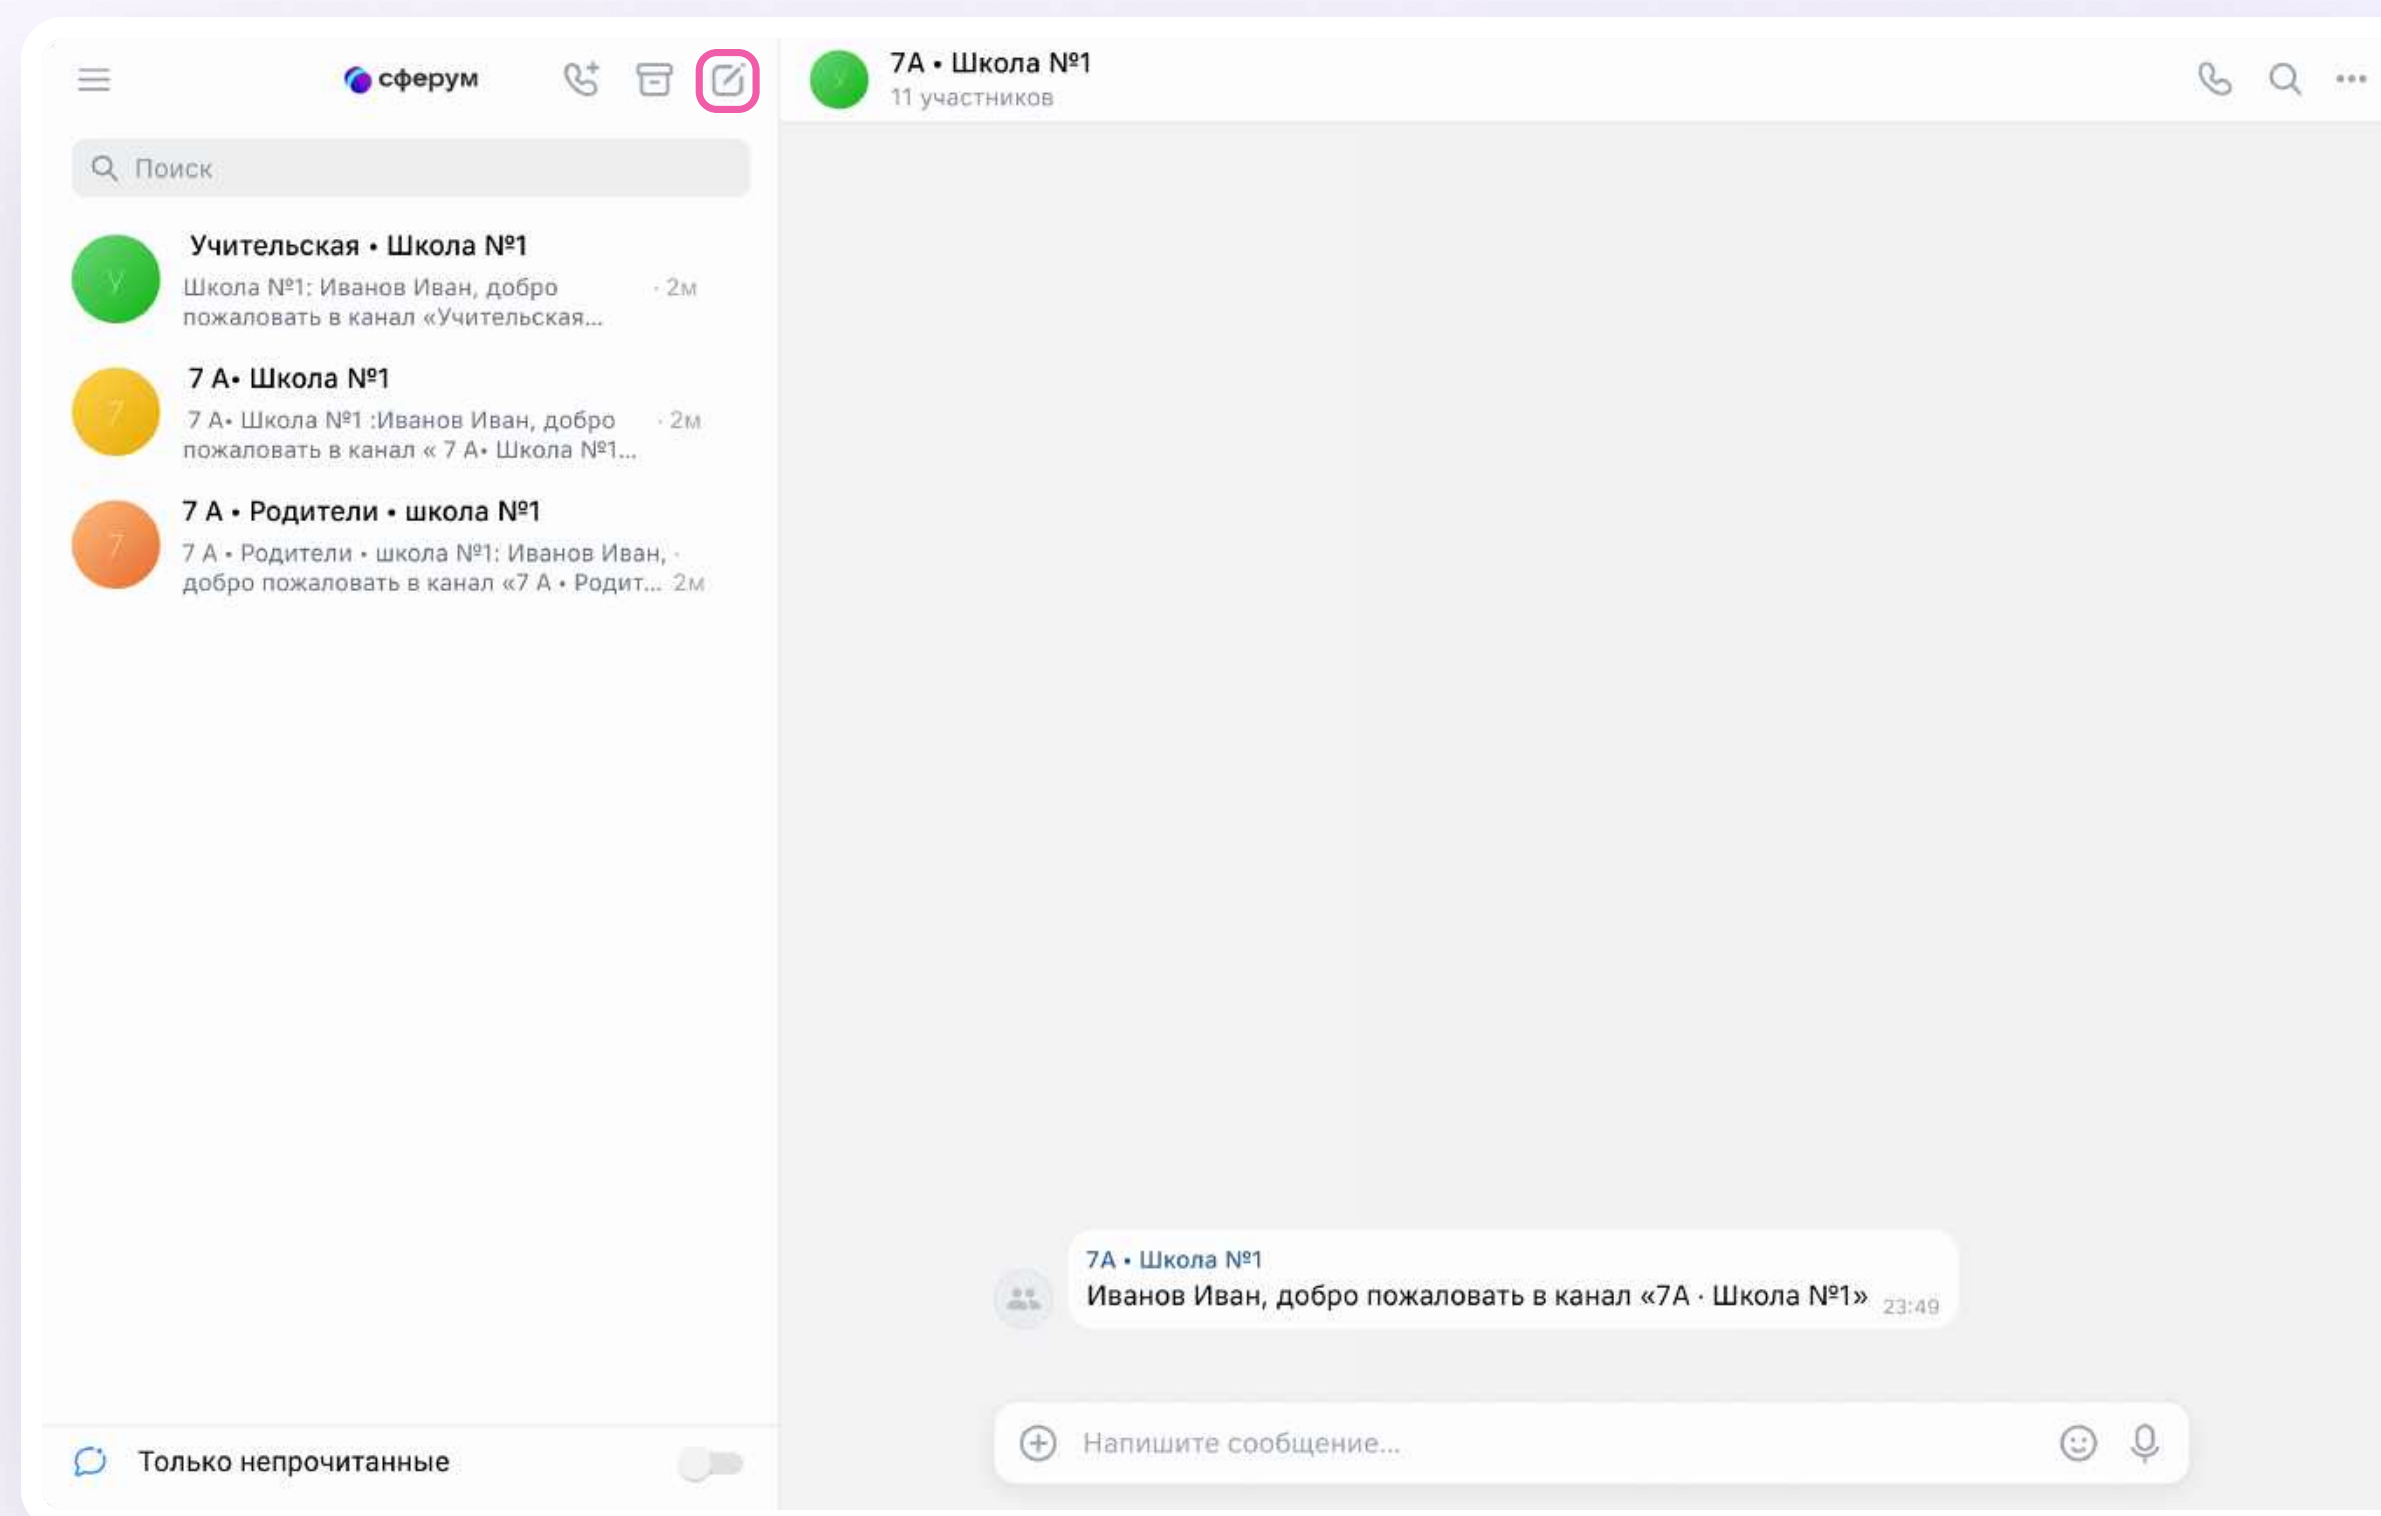 сферум
Поиск
У
Учительская • Школа №1
Школа №1: Иванов Иван, добро · 2м
пожаловать в канал «Учительская...
7
7 А• Школа №1
7 А• Школа №1 :Иванов Иван, добро · 2м
пожаловать в канал « 7 А• Школа №1...
7
7 А • Родители • школа №1
7 А • Родители • школа №1: Иванов Иван, ·
добро пожаловать в канал «7 А • Родит... 2м
Только непрочитанные
У
7А • Школа №1
11 участников
7А • Школа №1
Иванов Иван, добро пожаловать в канал «7А · Школа №1» 23:49
Напишите сообщение...